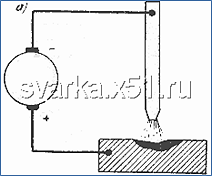 а)
-
svarka.x51.ru
+